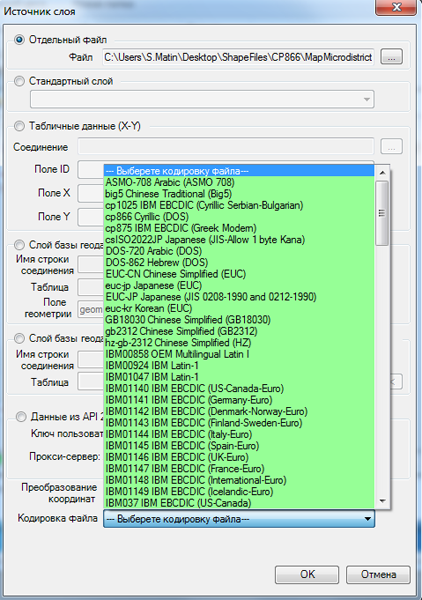 Источник слоя
Отдельный файл
Файл C:\Users\S.Matin\Desktop\ShapeFiles\CP866\MapMicrodistrict ...
Стандартный слой
Табличные данные (X-Y)
Соединение ...
Поле ID
Поле X
Поле Y
Слой базы геода
Имя строки
соединения
Таблица
Поле
геометрии geom
Слой базы геода
Имя строки
соединения
Таблица
Данные из API 2
Ключ пользоват
Прокси-сервер:
Преобразование
координат
--- Выберете кодировку файла---
ASMO-708 Arabic (ASMO 708)
big5 Chinese Traditional (Big5)
cp1025 IBM EBCDIC (Cyrillic Serbian-Bulgarian)
cp866 Cyrillic (DOS)
cp875 IBM EBCDIC (Greek Modern)
csISO2022JP Japanese (JIS-Allow 1 byte Kana)
DOS-720 Arabic (DOS)
DOS-862 Hebrew (DOS)
EUC-CN Chinese Simplified (EUC)
euc-jp Japanese (EUC)
EUC-JP Japanese (JIS 0208-1990 and 0212-1990)
euc-kr Korean (EUC)
GB18030 Chinese Simplified (GB18030)
gb2312 Chinese Simplified (GB2312)
hz-gb-2312 Chinese Simplified (HZ)
IBM00858 OEM Multilingual Latin I
IBM00924 IBM Latin-1
IBM01047 IBM Latin-1
IBM01140 IBM EBCDIC (US-Canada-Euro)
IBM01141 IBM EBCDIC (Germany-Euro)
IBM01142 IBM EBCDIC (Denmark-Norway-Euro)
IBM01143 IBM EBCDIC (Finland-Sweden-Euro)
IBM01144 IBM EBCDIC (Italy-Euro)
IBM01145 IBM EBCDIC (Spain-Euro)
IBM01146 IBM EBCDIC (UK-Euro)
IBM01147 IBM EBCDIC (France-Euro)
IBM01148 IBM EBCDIC (International-Euro)
IBM01149 IBM EBCDIC (Icelandic-Euro)
IBM037 IBM EBCDIC (US-Canada)
Кодировка файла --- Выберете кодировку файла---
OK Отмена